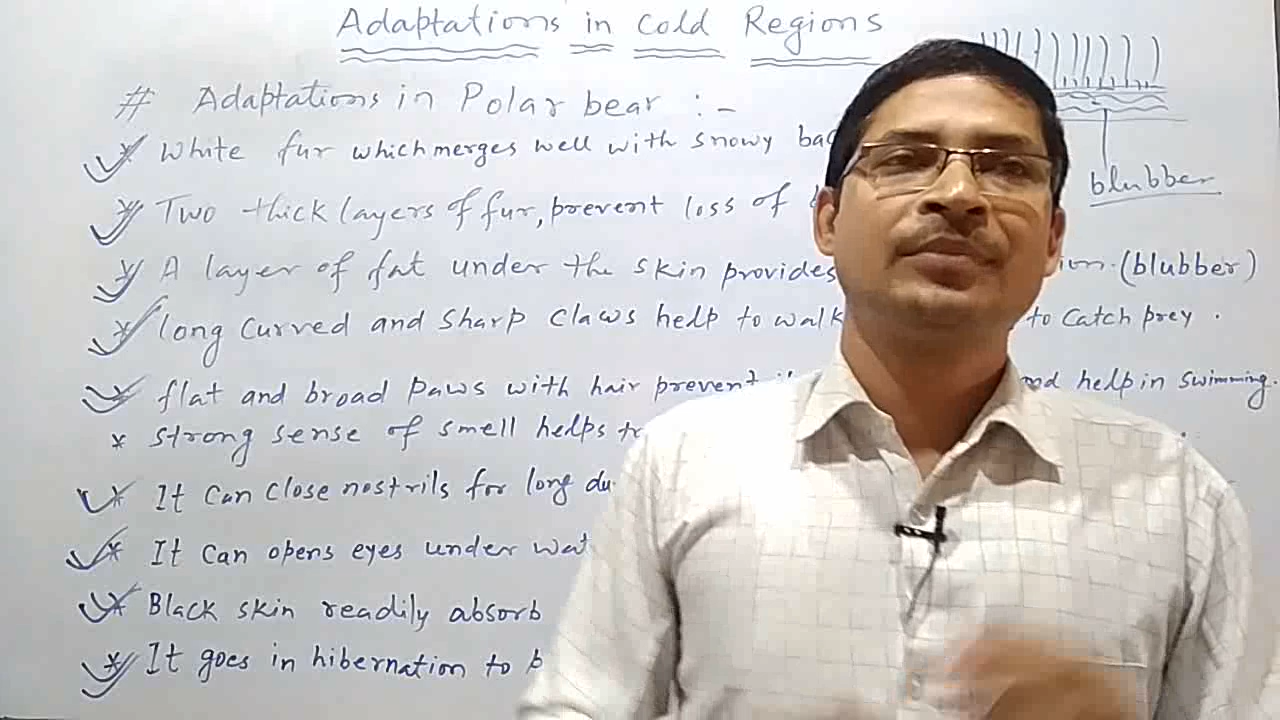 Adaptations in Cold Regions
# Adaptations in Polar bear :-
* White fur which merges well with snowy
* Two thick layers of fur, prevent loss of
* A layer of fat under the skin provides (blubber)
* long curved and sharp claws help to walk to catch prey.
* flat and broad paws with hair prevent help in swimming.
* strong sense of smell helps
* It can close nostrils for long
* It can opens eyes under
* Black skin readily absorb
* It goes in hibernation to
blubber